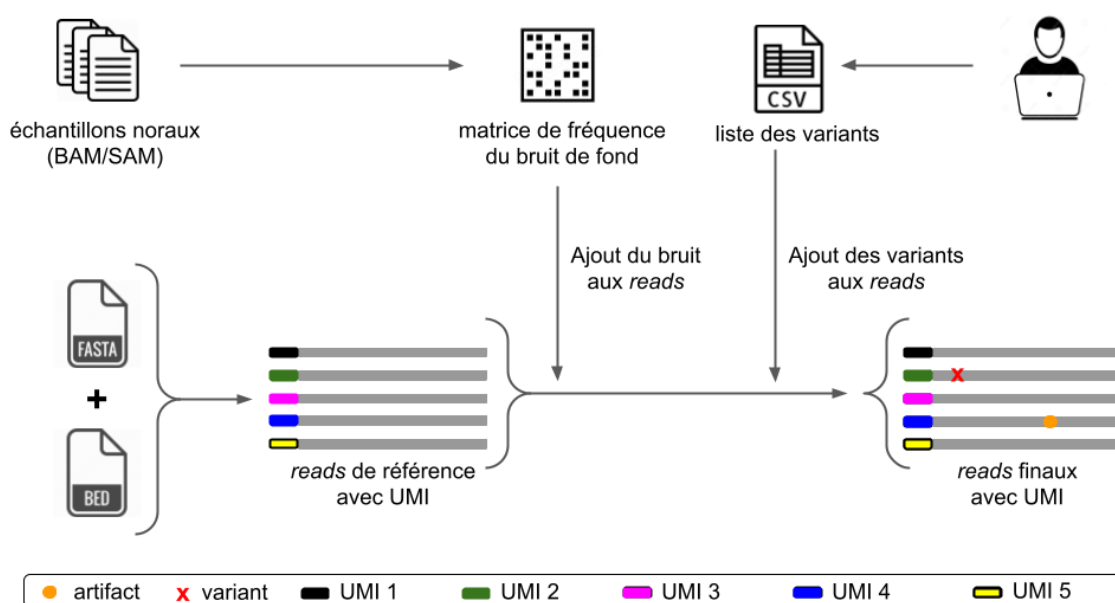 CSV
échantillons noraux
(BAM/SAM)
matrice de fréquence
du bruit de fond
liste des variants
Ajout du bruit
aux reads
Ajout des variants
aux reads
FASTA
+
BED
x
reads de référence
avec UMI
reads finaux
avec UMI
artifact x variant UMI 1 UMI 2 UMI 3 UMI 4 UMI 5